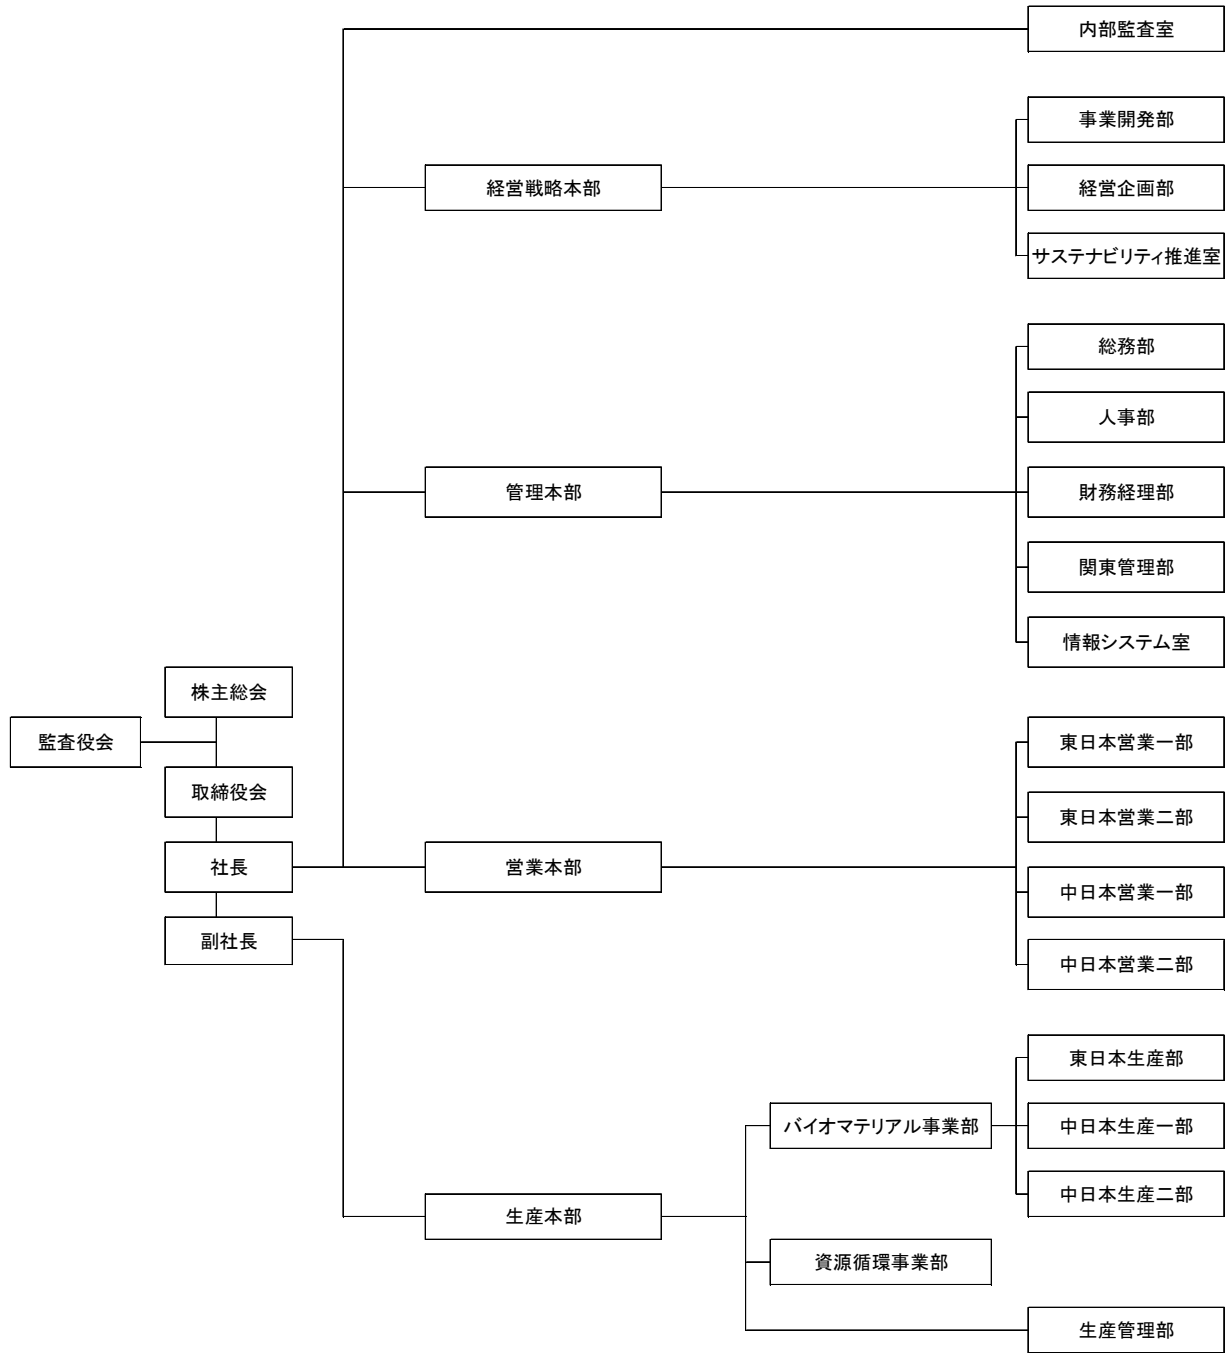 内部監査室
事業開発部
経営戦略本部
経営企画部
サステナビリティ推進室
総務部
人事部
管理本部
財務経理部
関東管理部
情報システム室
株主総会
監査役会
東日本営業一部
取締役会
東日本営業二部
社長
営業本部
中日本営業一部
副社長
中日本営業二部
東日本生産部
バイオマテリアル事業部
中日本生産一部
中日本生産二部
生産本部
資源循環事業部
生産管理部